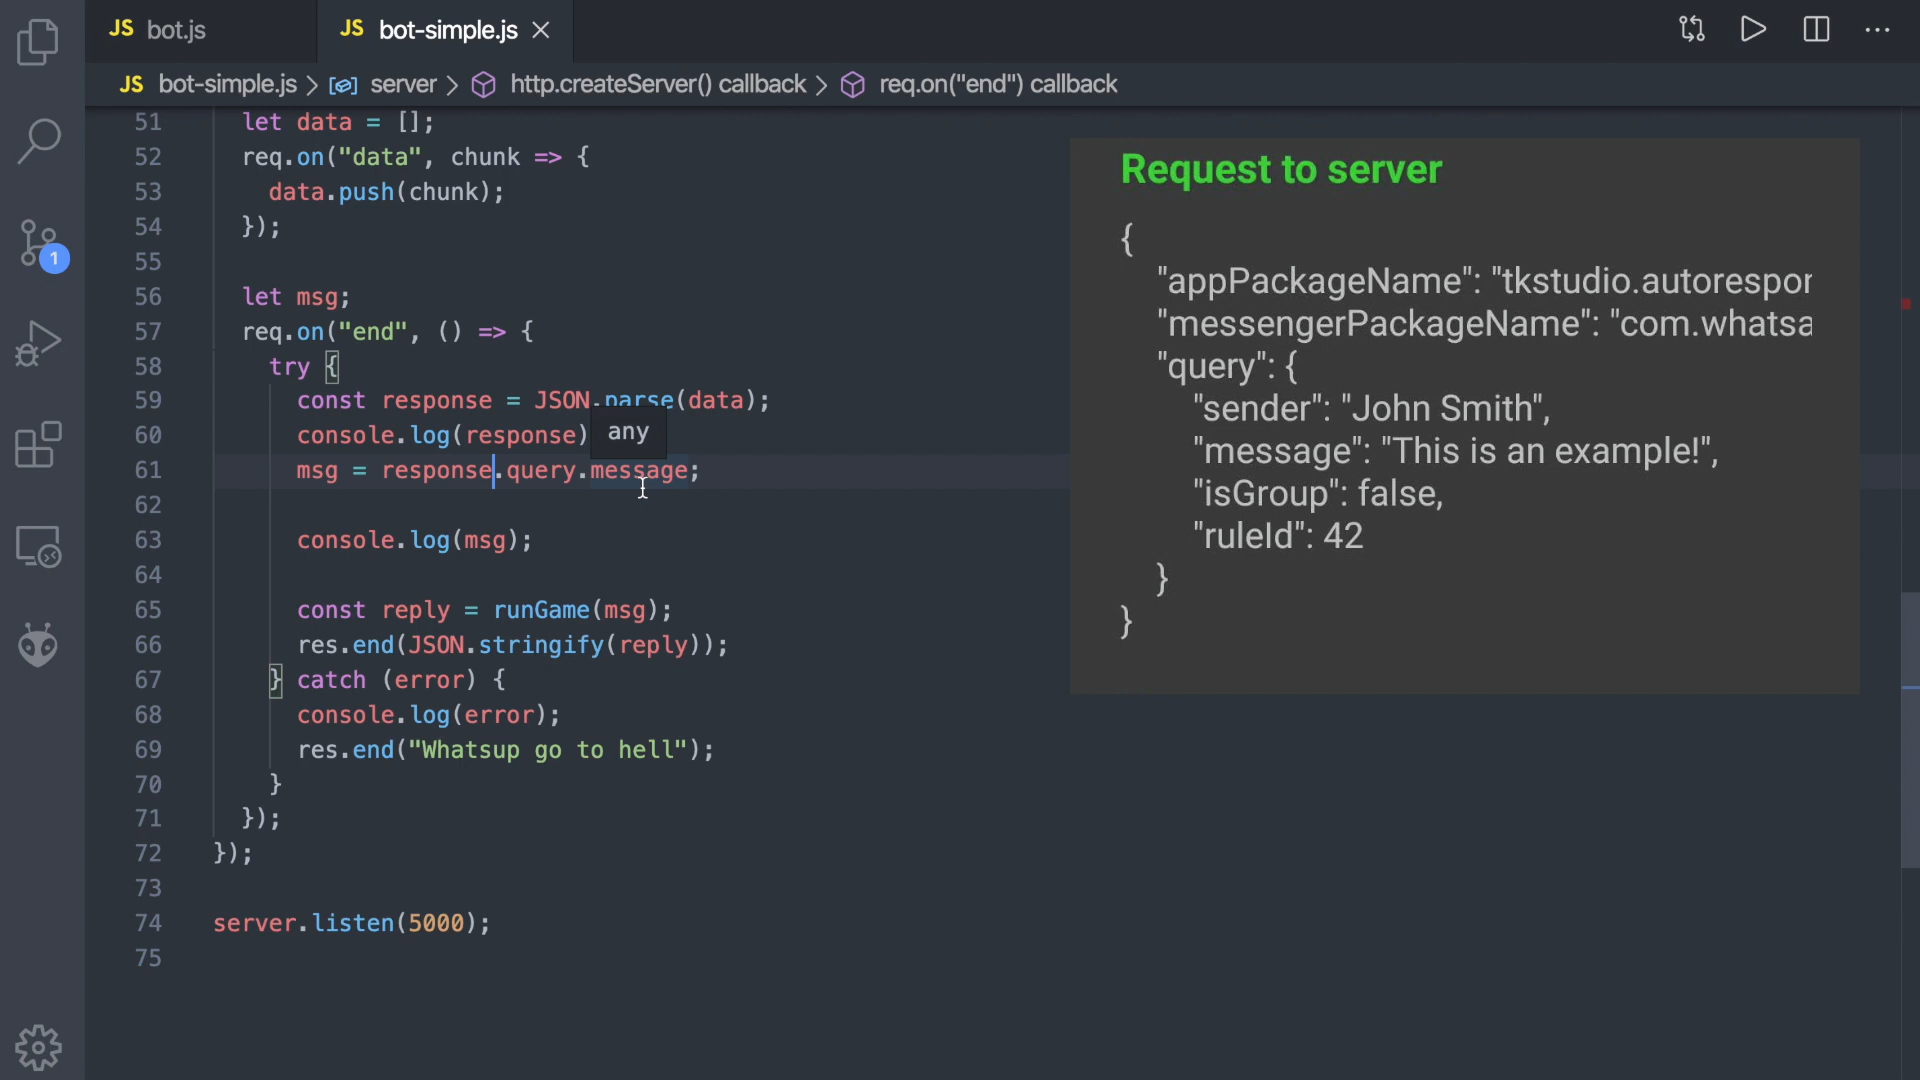 JS bot.js
JS bot-simple.js
JS bot-simple.js > server > http.createServer() callback > req.on("end") callback
51 let data = [];
52 req.on("data", chunk => {
53 data.push(chunk);
54 });
55
56 let msg;
57 req.on("end", () => {
58 try {
59 const response = JSON.parse(data);
60 console.log(response)
any
61 msg = response.query.message;
62
63 console.log(msg);
64
65 const reply = runGame(msg);
66 res.end(JSON.stringify(reply));
67 } catch (error) {
68 console.log(error);
69 res.end("Whatsup go to hell");
70 }
71 });
72 });
73
74 server.listen(5000);
75
1
Request to server
{
"appPackageName": "tkstudio.autorespor
"messengerPackageName": "com.whatsa
"query": {
"sender": "John Smith",
"message": "This is an example!",
"isGroup": false,
"ruleId": 42
}
}